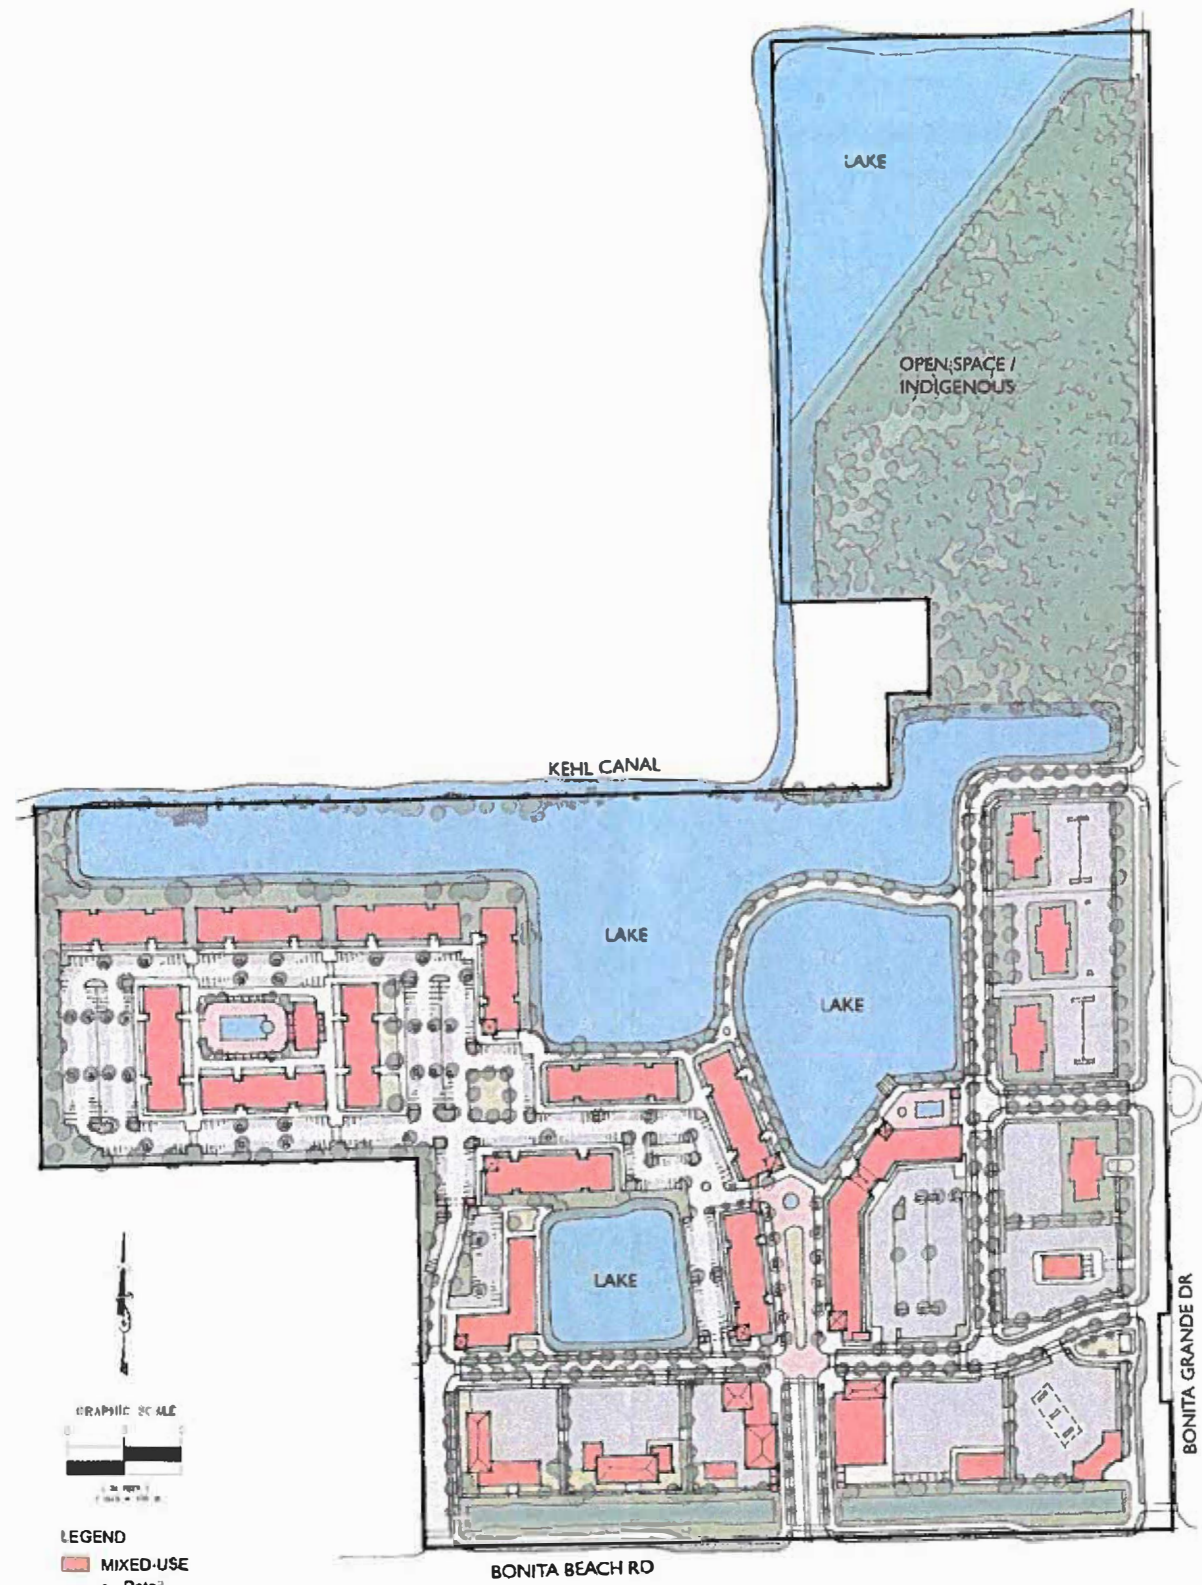 LAKE
OPEN SPACE /
INDIGENOUS
KEHL CANAL
LAKE
LAKE
LAKE
BONITA GRANDE DR
GRAPHIC SCALE
LEGEND
MIXED-USE
BONITA BEACH RD